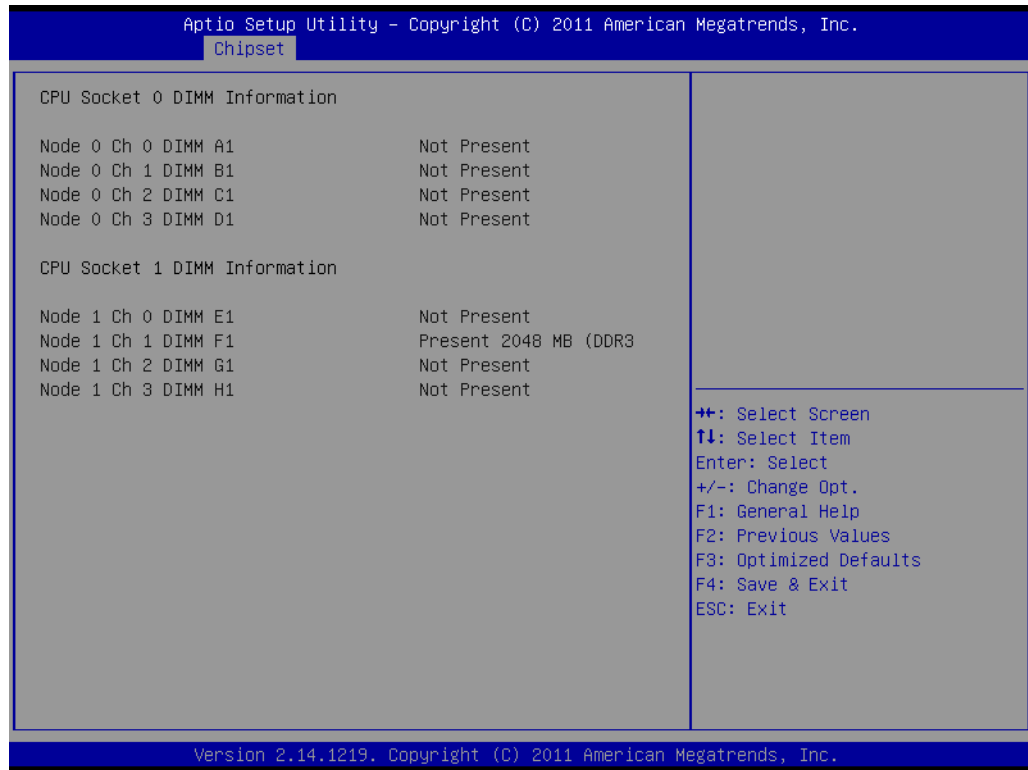 Aptio Setup Utility – Copyright (C) 2011 American Megatrends, Inc.
Chipset
CPU Socket 0 DIMM Information
Node 0 Ch 0 DIMM A1 Not Present
Node 0 Ch 1 DIMM B1 Not Present
Node 0 Ch 2 DIMM C1 Not Present
Node 0 Ch 3 DIMM D1 Not Present
CPU Socket 1 DIMM Information
Node 1 Ch 0 DIMM E1 Not Present
Node 1 Ch 1 DIMM F1 Present 2048 MB (DDR3
Node 1 Ch 2 DIMM G1 Not Present
Node 1 Ch 3 DIMM H1 Not Present
→←: Select Screen
↑↓: Select Item
Enter: Select
+/-: Change Opt.
F1: General Help
F2: Previous Values
F3: Optimized Defaults
F4: Save & Exit
ESC: Exit
Version 2.14.1219. Copyright (C) 2011 American Megatrends, Inc.